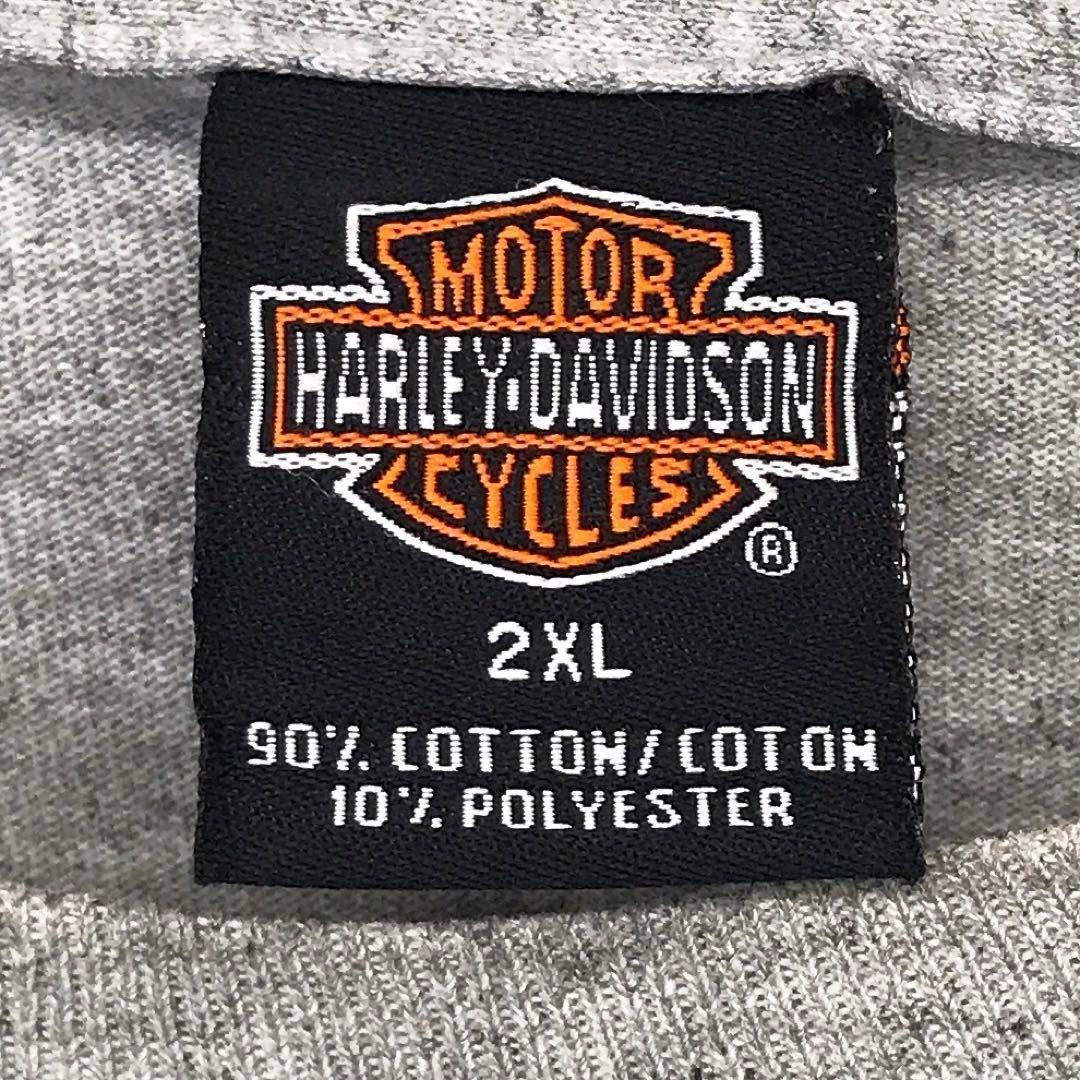 MOTOR
HARLEY-DAVIDSON
CYCLES
®
2XL
90% COTTON/COTON
10% POLYESTER